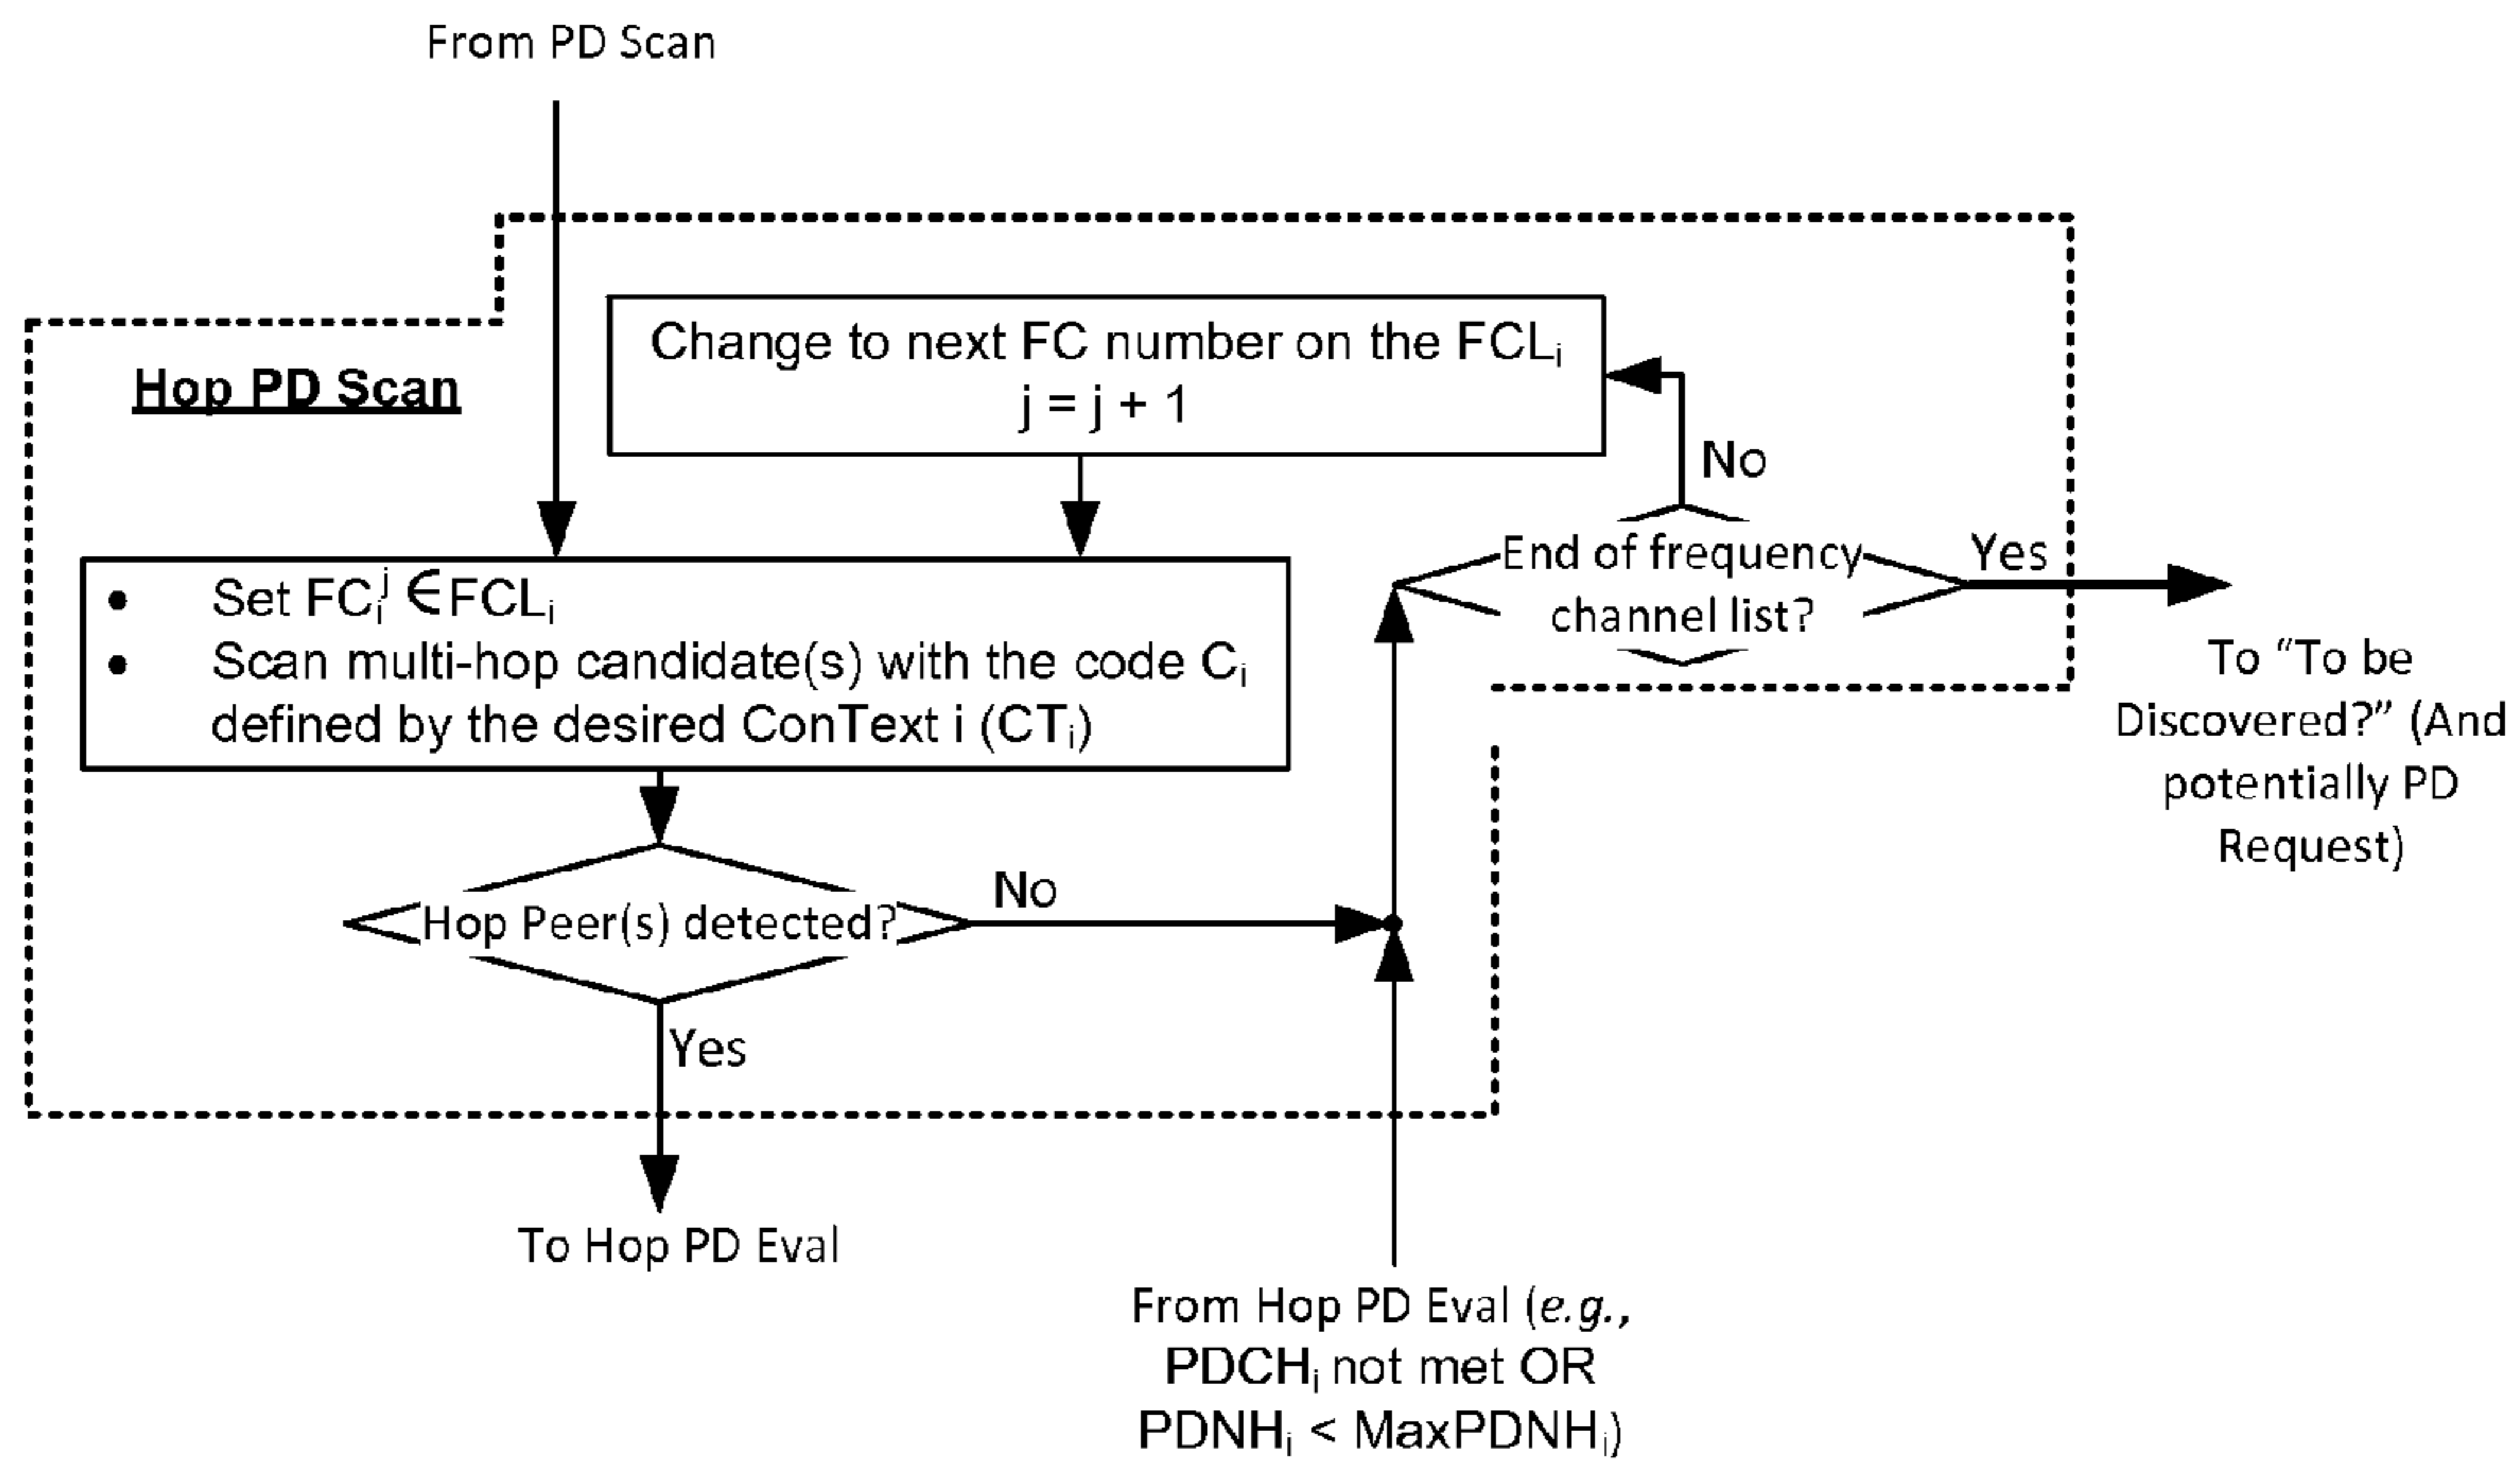 From PD Scan
Change to next FC number on the FCLᵢ
j = j + 1
Hop PD Scan
No
End of frequency
channel list?
Yes
• Set FCᵢʲ ∈ FCLᵢ
• Scan multi-hop candidate(s) with the code Cᵢ
defined by the desired ConText i (CTᵢ)
To “To be
Discovered?” (And
potentially PD
Request)
Hop Peer(s) detected?
No
Yes
To Hop PD Eval
From Hop PD Eval (e.g.,
PDCHᵢ not met OR
PDNHᵢ < MaxPDNHᵢ)